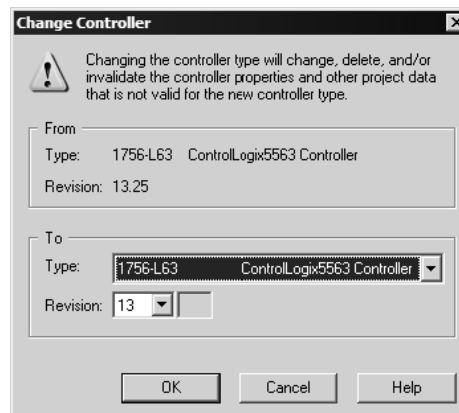 Change Controller
Changing the controller type will change, delete, and/or
invalidate the controller properties and other project data
that is not valid for the new controller type.
From
Type: 1756-L63 ControlLogix5563 Controller
Revision: 13.25
To
Type: 1756-L63 ControlLogix5563 Controller
Revision: 13
OK Cancel Help